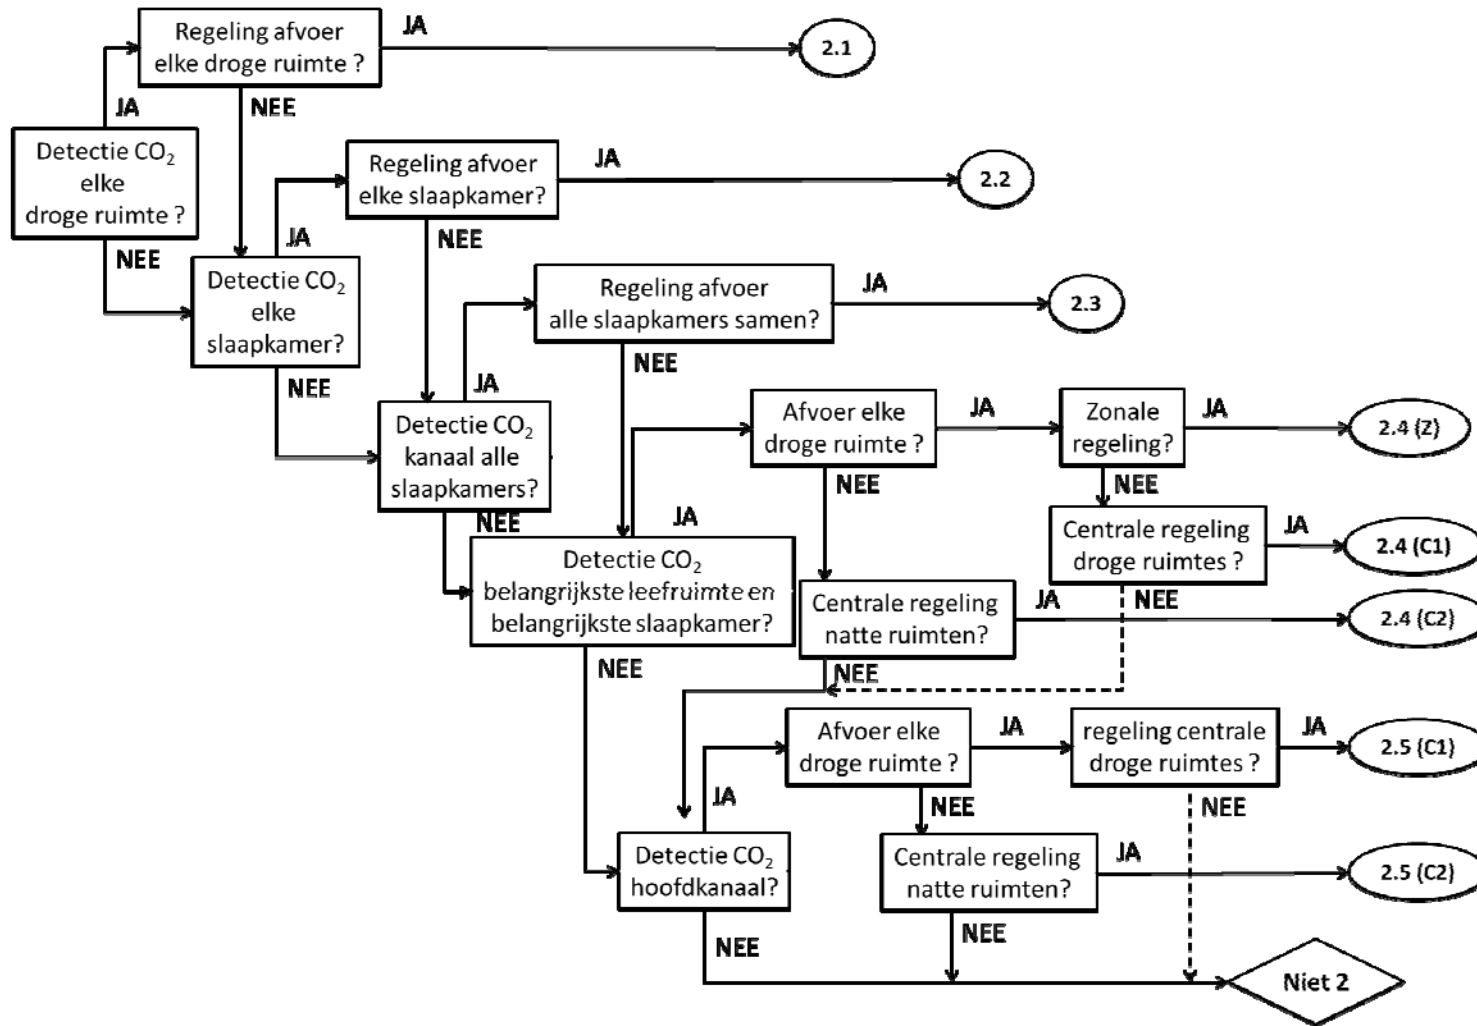 Regeling afvoer
elke droge ruimte ?
JA
2.1
JA
NEE
Detectie CO₂
elke
droge ruimte ?
Regeling afvoer
elke slaapkamer?
JA
2.2
NEE
JA
NEE
Detectie CO₂
elke
slaapkamer?
Regeling afvoer
alle slaapkamers samen?
JA
2.3
NEE
JA
NEE
Detectie CO₂
kanaal alle
slaapkamers?
Afvoer elke
droge ruimte ?
JA
Zonale
regeling?
JA
2.4 (Z)
NEE
NEE
NEE
JA
Detectie CO₂
belangrijkste leefruimte en
belangrijkste slaapkamer?
Centrale regeling
droge ruimtes ?
JA
2.4 (C1)
NEE
Centrale regeling
natte ruimten?
JA
2.4 (C2)
NEE
NEE
Afvoer elke
droge ruimte ?
JA
regeling centrale
droge ruimtes ?
JA
2.5 (C1)
JA
NEE
NEE
Detectie CO₂
hoofdkanaal?
Centrale regeling
natte ruimten?
JA
2.5 (C2)
NEE
NEE
Niet 2